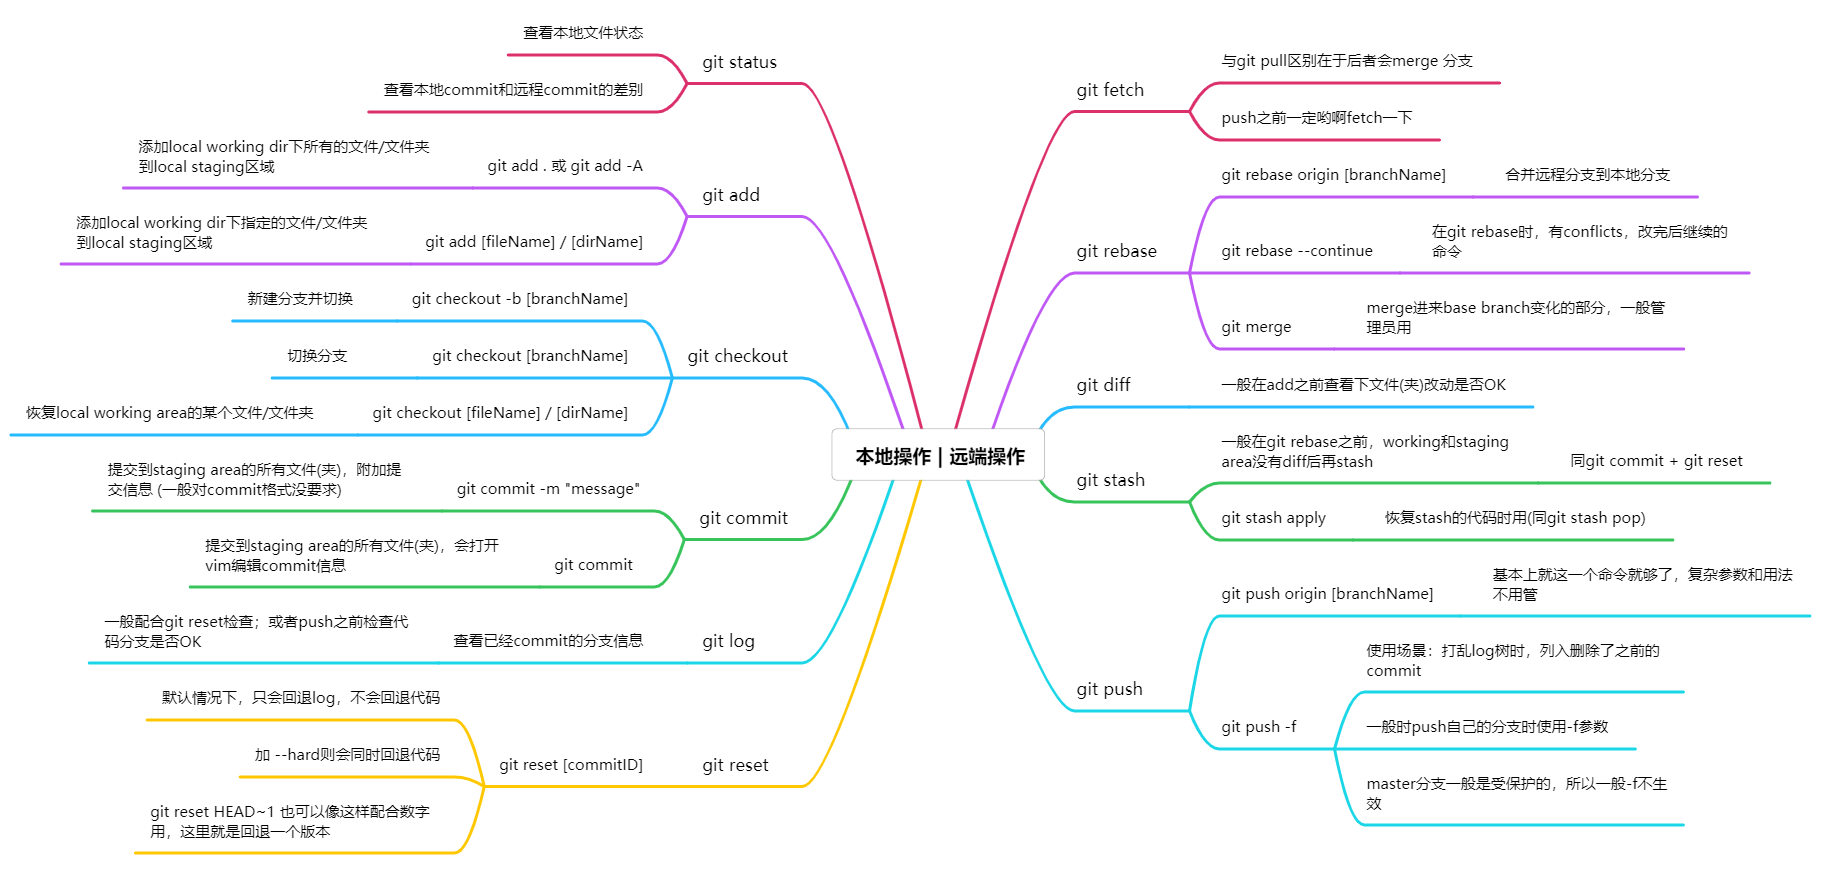 本地操作 | 远端操作
git status
查看本地文件状态
查看本地commit和远程commit的差别
git add
git add . 或 git add -A
添加local working dir下所有的文件/文件夹
到local staging区域
git add [fileName] / [dirName]
添加local working dir下指定的文件/文件夹
到local staging区域
git checkout
git checkout -b [branchName]
新建分支并切换
git checkout [branchName]
切换分支
git checkout [fileName] / [dirName]
恢复local working area的某个文件/文件夹
git commit
git commit -m "message"
提交到staging area的所有文件(夹)，附加提
交信息 (一般对commit格式没要求)
git commit
提交到staging area的所有文件(夹)，会打开
vim编辑commit信息
git log
查看已经commit的分支信息
一般配合git reset检查；或者push之前检查代
码分支是否OK
git reset
git reset [commitID]
默认情况下，只会回退log，不会回退代码
加 --hard则会同时回退代码
git reset HEAD~1 也可以像这样配合数字
用，这里就是回退一个版本
git fetch
与git pull区别在于后者会merge 分支
push之前一定哟啊fetch一下
git rebase
git rebase origin [branchName]
合并远程分支到本地分支
git rebase --continue
在git rebase时，有conflicts，改完后继续的
命令
git merge
merge进来base branch变化的部分，一般管
理员用
git diff
一般在add之前查看下文件(夹)改动是否OK
git stash
一般在git rebase之前，working和staging
area没有diff后再stash
同git commit + git reset
git stash apply
恢复stash的代码时用(同git stash pop)
git push
git push origin [branchName]
基本上就这一个命令就够了，复杂参数和用法
不用管
git push -f
使用场景：打乱log树时，列入删除了之前的
commit
一般时push自己的分支时使用-f参数
master分支一般是受保护的，所以一般-f不生
效